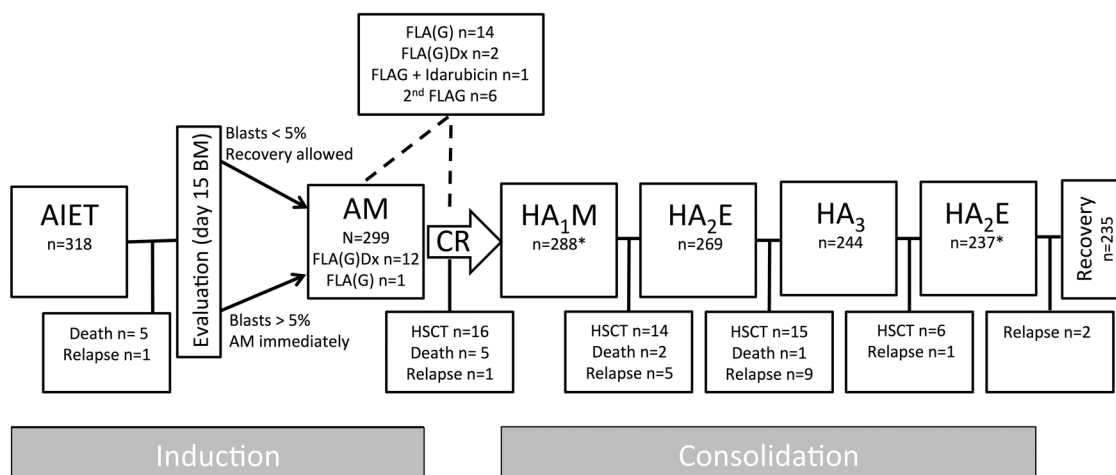 FLA(G) n=14
FLA(G)Dx n=2
FLAG + Idarubicin n=1
2nd FLAG n=6
AIET
n=318
Death n= 5
Relapse n=1
Evaluation (day 15 BM)
Blasts < 5%
Recovery allowed
Blasts > 5%
AM immediately
AM
N=299
FLA(G)Dx n=12
FLA(G) n=1
CR
HSCT n=16
Death n= 5
Relapse n=1
HA1M
n=288*
HSCT n=14
Death n=2
Relapse n=5
HA2E
n=269
HSCT n=15
Death n=1
Relapse n=9
HA3
n=244
HSCT n=6
Relapse n=1
HA2E
n=237*
Relapse n=2
Recovery
n=235
Induction
Consolidation